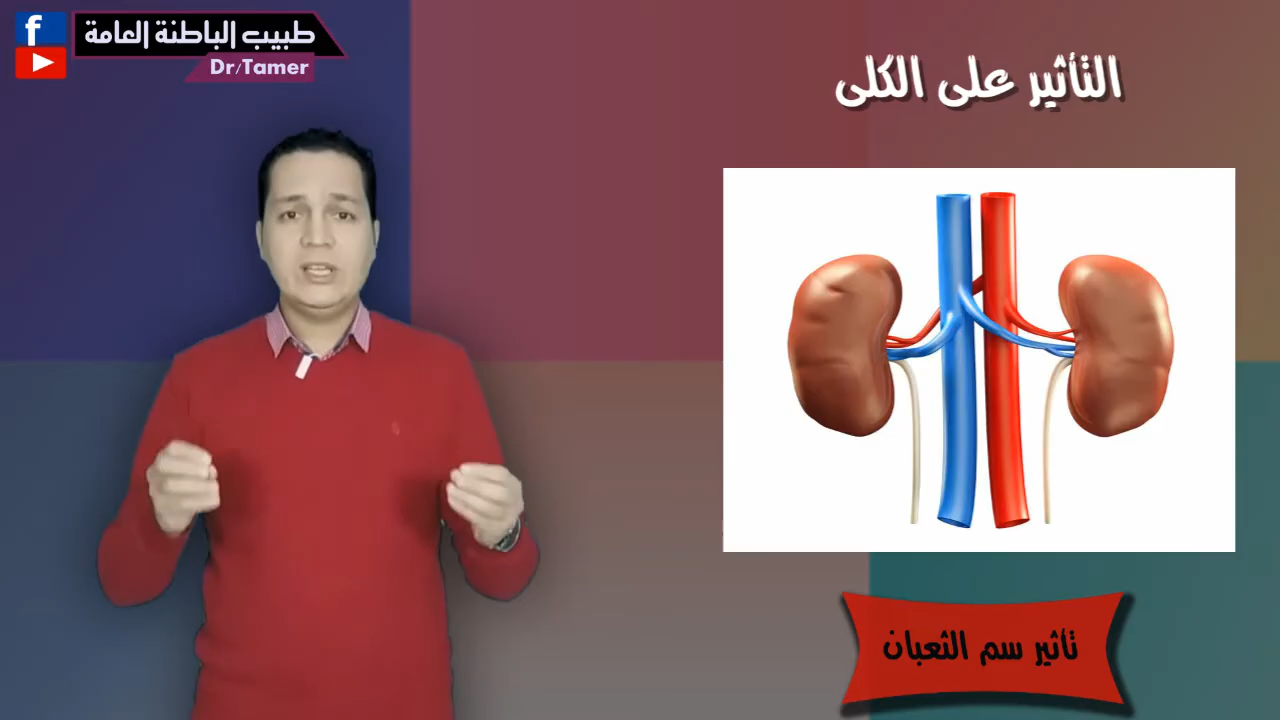 طبيب الباطنة العامة
Dr/Tamer
التأثير على الكلى
تأثير سم الثعبان